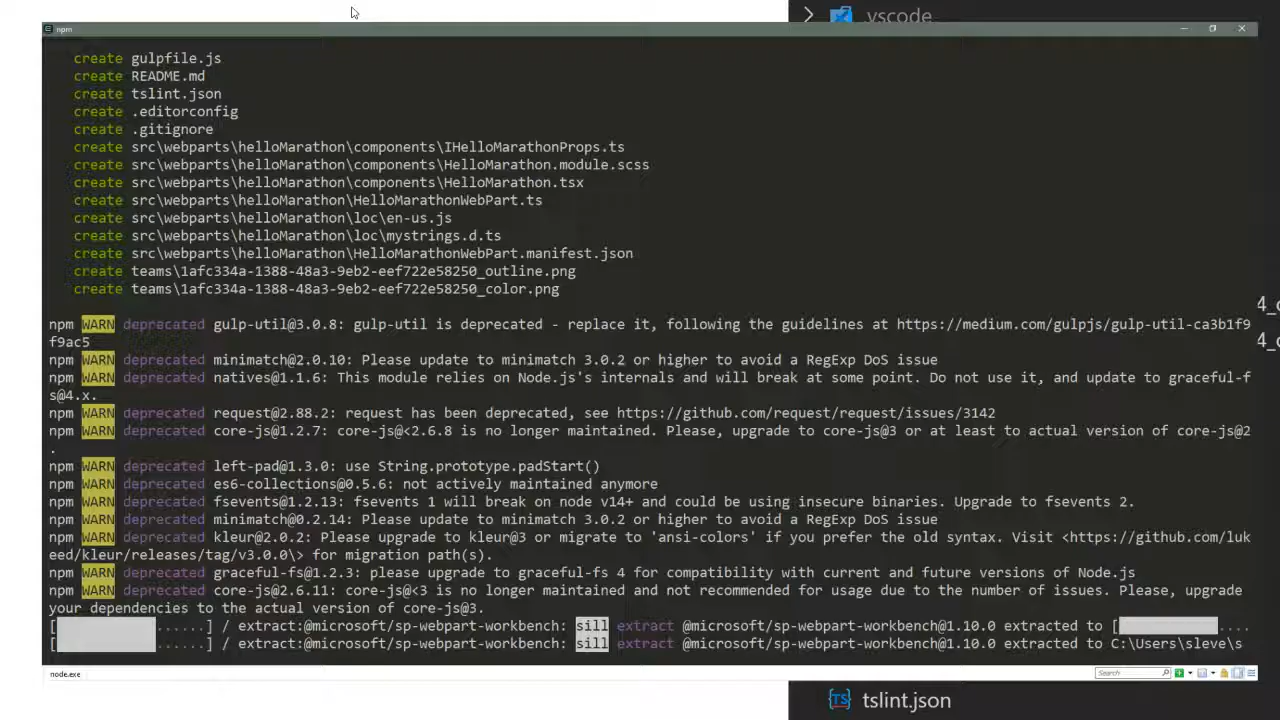 .vscode
npm
create gulpfile.js
create README.md
create tslint.json
create .editorconfig
create .gitignore
create src\webparts\helloMarathon\components\IHelloMarathonProps.ts
create src\webparts\helloMarathon\components\HelloMarathon.module.scss
create src\webparts\helloMarathon\components\HelloMarathon.tsx
create src\webparts\helloMarathon\HelloMarathonWebPart.ts
create src\webparts\helloMarathon\loc\en-us.js
create src\webparts\helloMarathon\loc\mystrings.d.ts
create src\webparts\helloMarathon\HelloMarathonWebPart.manifest.json
create teams\1afc334a-1388-48a3-9eb2-eef722e58250_outline.png
create teams\1afc334a-1388-48a3-9eb2-eef722e58250_color.png
npm WARN deprecated gulp-util@3.0.8: gulp-util is deprecated - replace it, following the guidelines at https://medium.com/gulpjs/gulp-util-ca3b1f9
f9ac5
npm WARN deprecated minimatch@2.0.10: Please update to minimatch 3.0.2 or higher to avoid a RegExp DoS issue
npm WARN deprecated natives@1.1.6: This module relies on Node.js's internals and will break at some point. Do not use it, and update to graceful-f
s@4.x.
npm WARN deprecated request@2.88.2: request has been deprecated, see https://github.com/request/request/issues/3142
npm WARN deprecated core-js@1.2.7: core-js@<2.6.8 is no longer maintained. Please, upgrade to core-js@3 or at least to actual version of core-js@2
.
npm WARN deprecated left-pad@1.3.0: use String.prototype.padStart()
npm WARN deprecated es6-collections@0.5.6: not actively maintained anymore
npm WARN deprecated fsevents@1.2.13: fsevents 1 will break on node v14+ and could be using insecure binaries. Upgrade to fsevents 2.
npm WARN deprecated minimatch@0.2.14: Please update to minimatch 3.0.2 or higher to avoid a RegExp DoS issue
npm WARN deprecated kleur@2.0.2: Please upgrade to kleur@3 or migrate to 'ansi-colors' if you prefer the old syntax. Visit <https://github.com/luk
eed/kleur/releases/tag/v3.0.0\> for migration path(s).
npm WARN deprecated graceful-fs@1.2.3: please upgrade to graceful-fs 4 for compatibility with current and future versions of Node.js
npm WARN deprecated core-js@2.6.11: core-js@<3 is no longer maintained and not recommended for usage due to the number of issues. Please, upgrade
your dependencies to the actual version of core-js@3.
[ ......] / extract:@microsoft/sp-webpart-workbench: sill extract @microsoft/sp-webpart-workbench@1.10.0 extracted to [ ....
[ ......] / extract:@microsoft/sp-webpart-workbench: sill extract @microsoft/sp-webpart-workbench@1.10.0 extracted to C:\Users\sleve\s
node.exe
Search
tslint.json